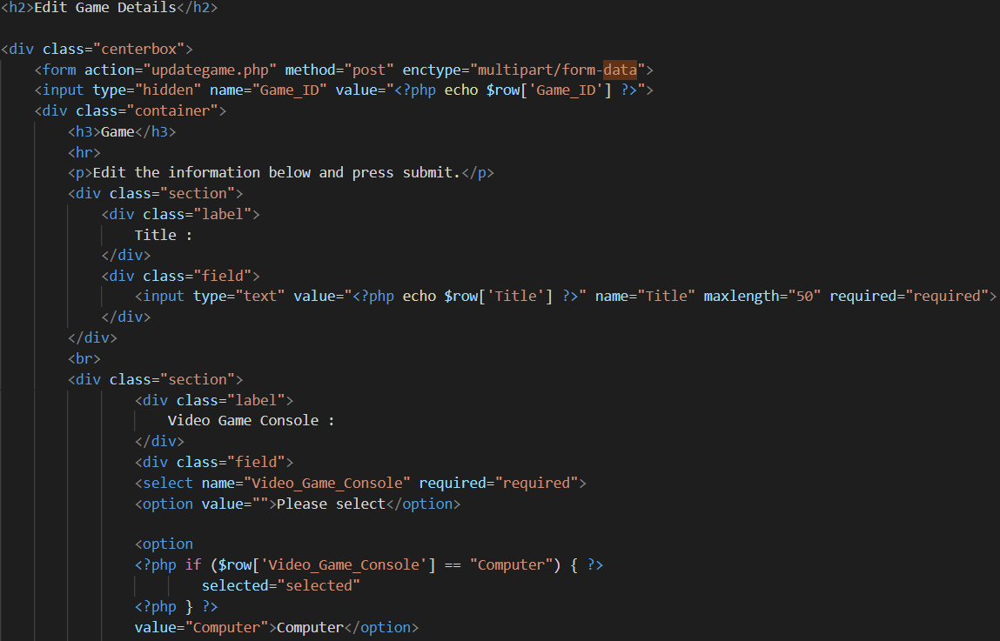 <h2>Edit Game Details</h2>
<div class="centerbox">
<form action="updategame.php" method="post" enctype="multipart/form-data">
<input type="hidden" name="Game_ID" value="<?php echo $row['Game_ID'] ?>">
<div class="container">
<h3>Game</h3>
<hr>
<p>Edit the information below and press submit.</p>
<div class="section">
<div class="label">
Title :
</div>
<div class="field">
<input type="text" value="<?php echo $row['Title'] ?>" name="Title" maxlength="50" required="required">
</div>
</div>
<br>
<div class="section">
<div class="label">
Video Game Console :
</div>
<div class="field">
<select name="Video_Game_Console" required="required">
<option value="">Please select</option>
<option
<?php if ($row['Video_Game_Console'] == "Computer") { ?>
selected="selected"
<?php } ?>
value="Computer">Computer</option>